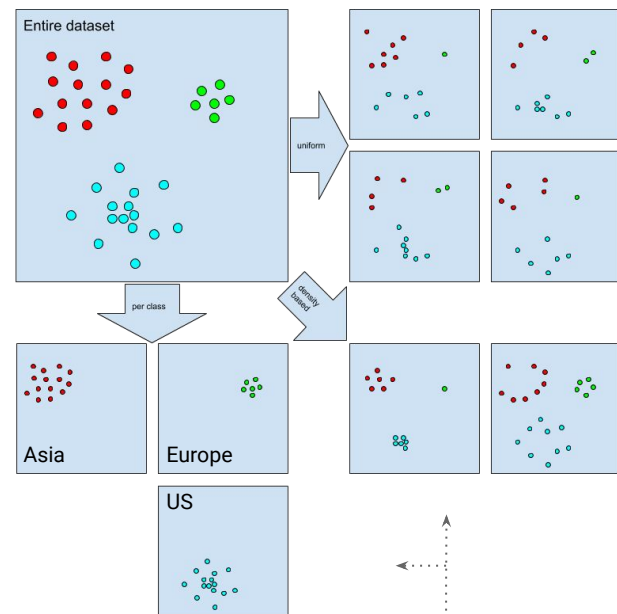 Entire dataset
uniform
density
based
per class
Asia
Europe
US